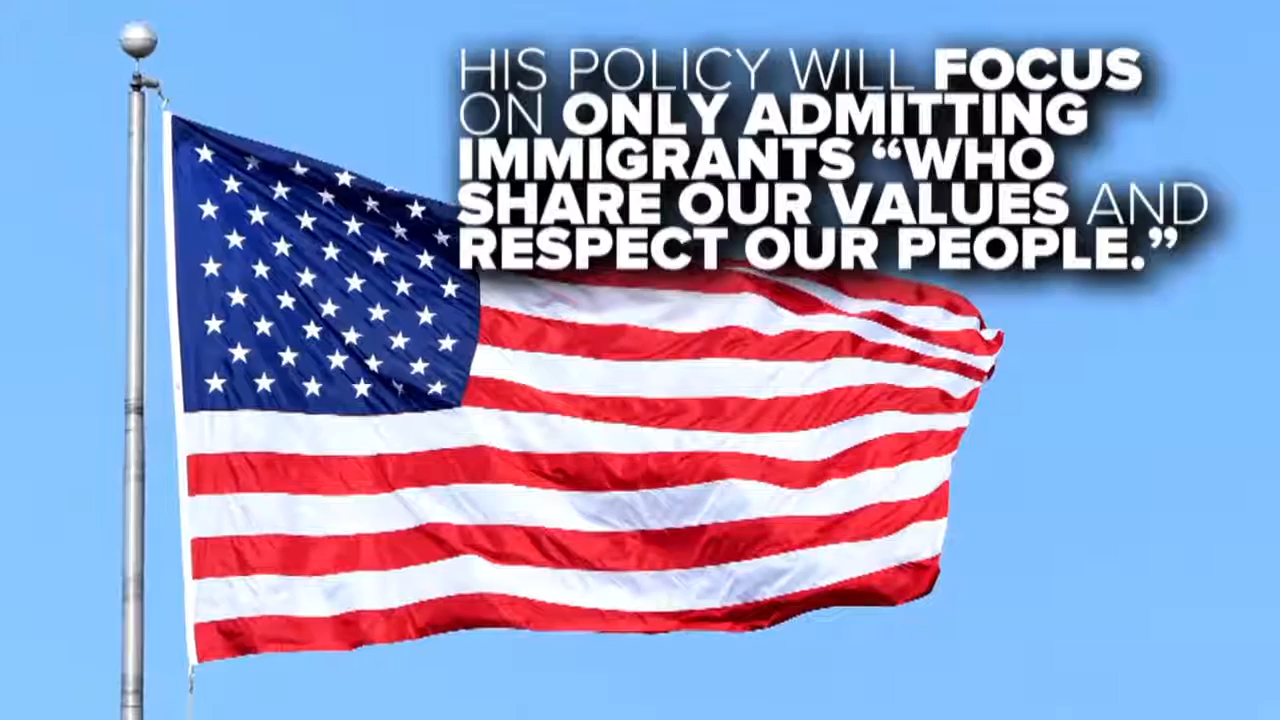 HIS POLICY WILL FOCUS
ON ONLY ADMITTING
IMMIGRANTS “WHO
SHARE OUR VALUES AND
RESPECT OUR PEOPLE.”